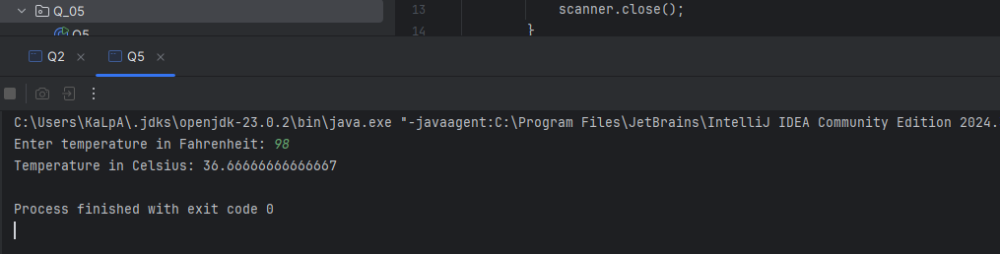 Q_05
13 scanner.close();
Q5
14 }
Q2 × Q5 ×
C:\Users\KaLpA\.jdks\openjdk-23.0.2\bin\java.exe "-javaagent:C:\Program Files\JetBrains\IntelliJ IDEA Community Edition 2024.
Enter temperature in Fahrenheit: 98
Temperature in Celsius: 36.66666666666667
Process finished with exit code 0